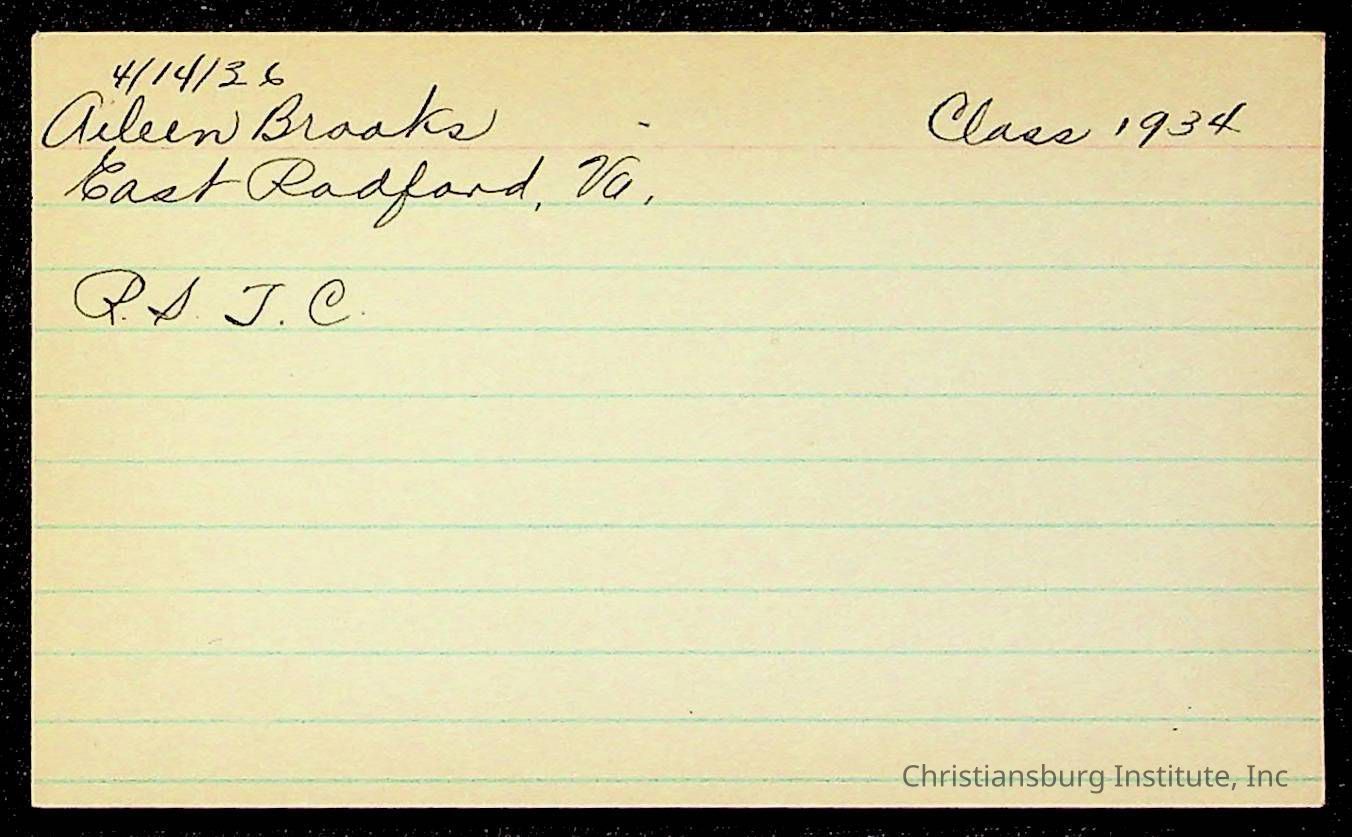 4/14/36
Aileen Brooks - Class 1934
East Radford, Va.
R. S. T. C.
Christiansburg Institute, Inc